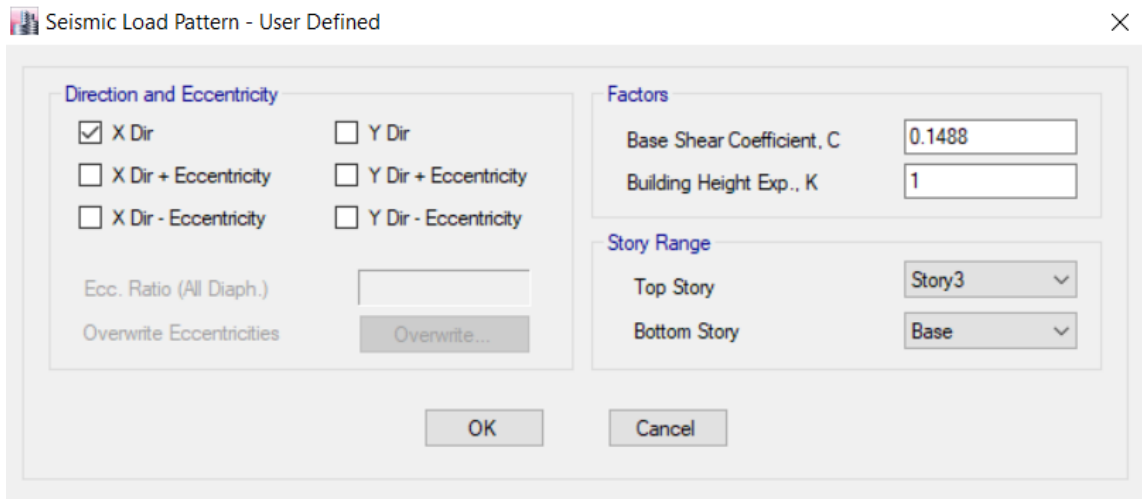 Seismic Load Pattern - User Defined
Direction and Eccentricity
X Dir
Y Dir
X Dir + Eccentricity
Y Dir + Eccentricity
X Dir - Eccentricity
Y Dir - Eccentricity
Ecc. Ratio (All Diaph.)
Overwrite Eccentricities
Overwrite...
Factors
Base Shear Coefficient, C
0.1488
Building Height Exp., K
1
Story Range
Top Story
Story3
Bottom Story
Base
OK
Cancel